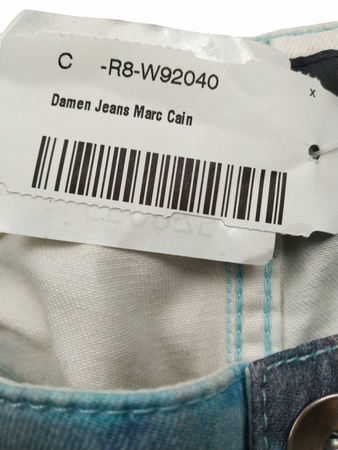 C -R8-W92040
x
Damen Jeans Marc Cain